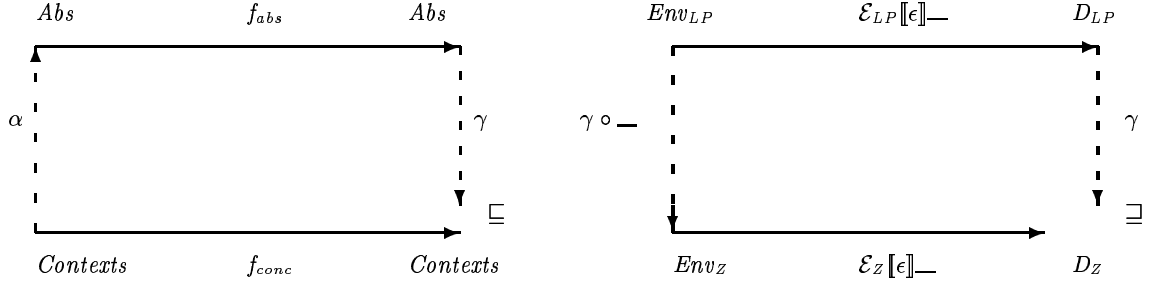 Abs f_abs Abs Env_LP ℰ_LP⟦ϵ⟧_ D_LP
α γ γ ∘ _ γ
⊑ ⊒
Contexts f_conc Contexts Env_Z ℰ_Z⟦ϵ⟧_ D_Z